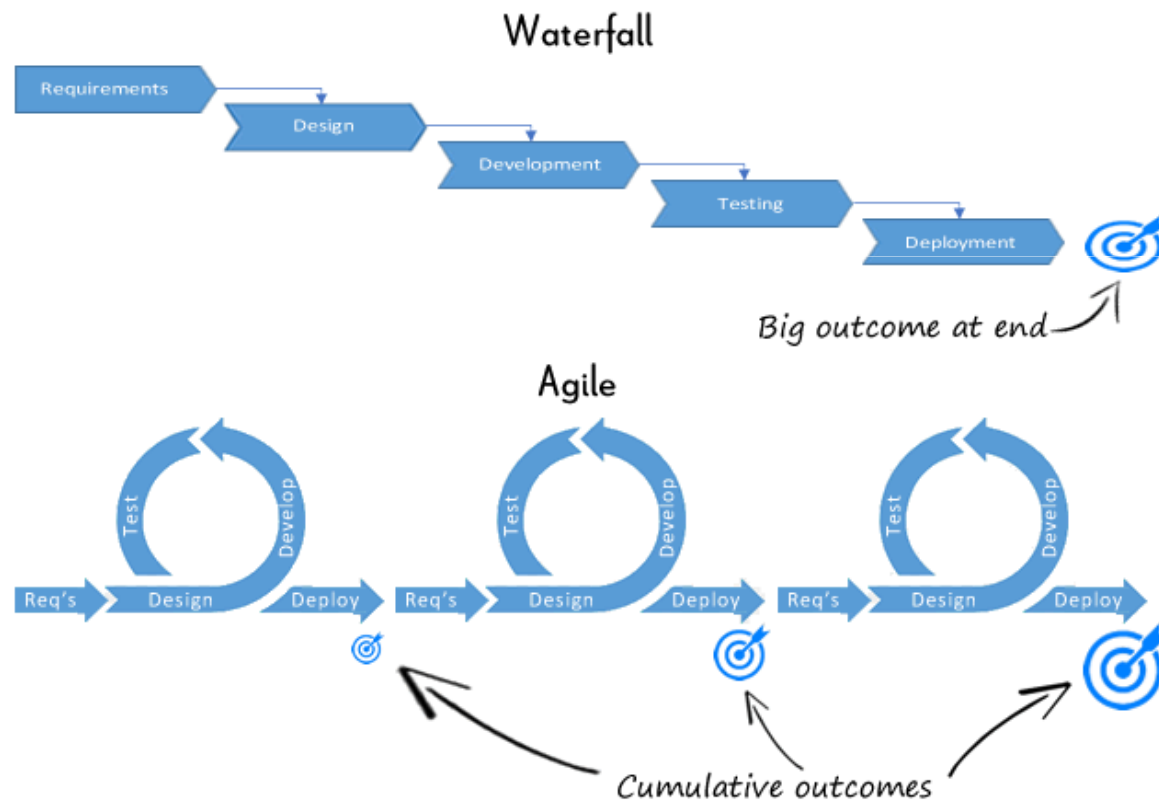 Waterfall
Requirements
Design
Development
Testing
Deployment
Big outcome at end
Agile
Test
Develop
Req's
Design
Deploy
Test
Develop
Req's
Design
Deploy
Test
Develop
Req's
Design
Deploy
Cumulative outcomes